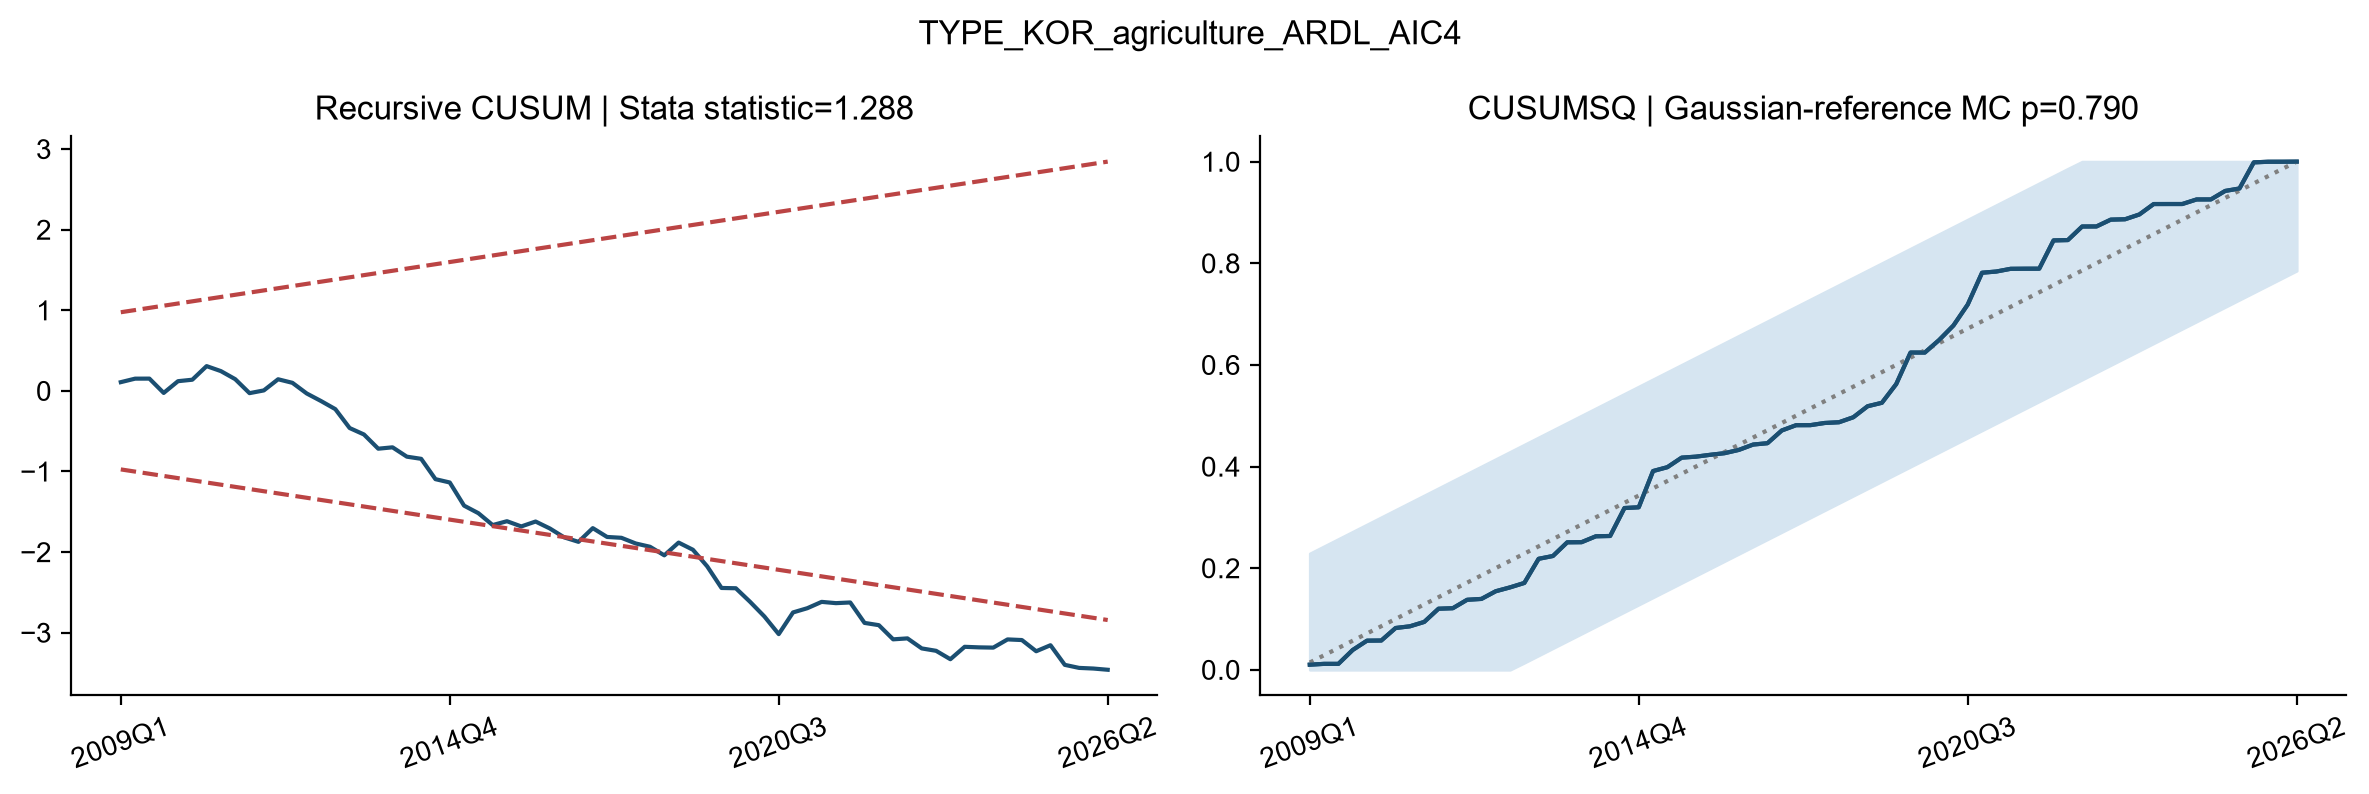 TYPE_KOR_agriculture_ARDL_AIC4
Recursive CUSUM | Stata statistic=1.288
3
2
1
0
−1
−2
−3
2009Q1
2014Q4
2020Q3
2026Q2
CUSUMSQ | Gaussian-reference MC p=0.790
1.0
0.8
0.6
0.4
0.2
0.0
2009Q1
2014Q4
2020Q3
2026Q2